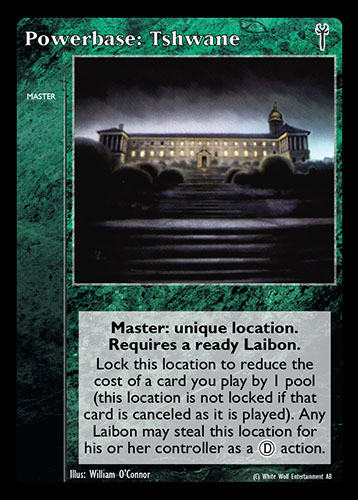 Powerbase: Tshwane
MASTER
Master: unique location.
Requires a ready Laibon.
Lock this location to reduce the
cost of a card you play by 1 pool
(this location is not locked if that
card is canceled as it is played). Any
Laibon may steal this location for
his or her controller as a Ⓓ action.
Illus: William O'Connor
(C) White Wolf Entertainment AB